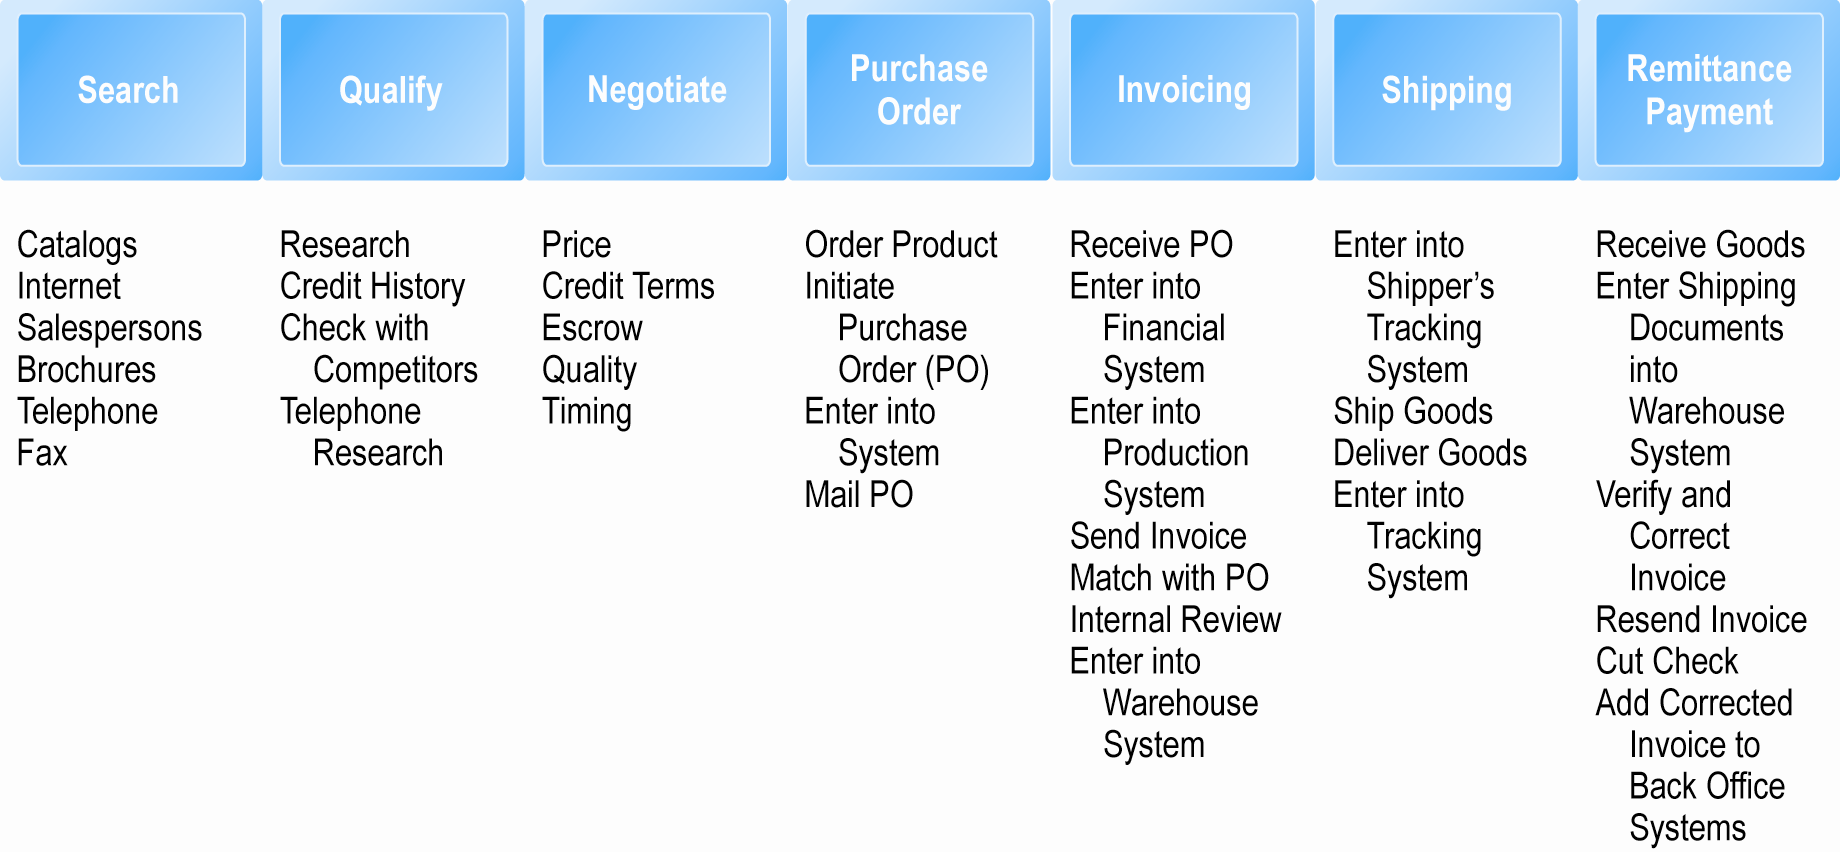 Search
Qualify
Negotiate
Purchase
Order
Invoicing
Shipping
Remittance
Payment
Catalogs
Internet
Salespersons
Brochures
Telephone
Fax
Research
Credit History
Check with
Competitors
Telephone
Research
Price
Credit Terms
Escrow
Quality
Timing
Order Product
Initiate
Purchase
Order (PO)
Enter into
System
Mail PO
Receive PO
Enter into
Financial
System
Enter into
Production
System
Send Invoice
Match with PO
Internal Review
Enter into
Warehouse
System
Enter into
Shipper’s
Tracking
System
Ship Goods
Deliver Goods
Enter into
Tracking
System
Receive Goods
Enter Shipping
Documents
into
Warehouse
System
Verify and
Correct
Invoice
Resend Invoice
Cut Check
Add Corrected
Invoice to
Back Office
Systems